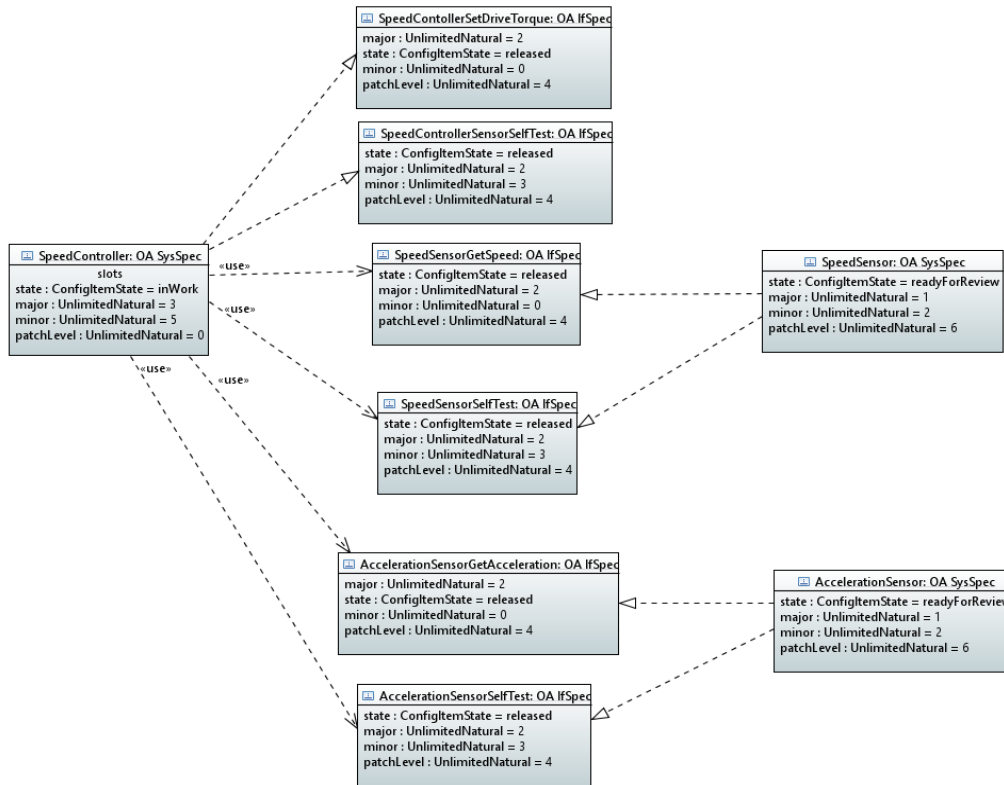 SpeedContollerSetDriveTorque: OA IfSpec
major : UnlimitedNatural = 2
state : ConfigItemState = released
minor : UnlimitedNatural = 0
patchLevel : UnlimitedNatural = 4
SpeedControllerSensorSelfTest: OA IfSpec
state : ConfigItemState = released
major : UnlimitedNatural = 2
minor : UnlimitedNatural = 3
patchLevel : UnlimitedNatural = 4
SpeedController: OA SysSpec
slots
state : ConfigItemState = inWork
major : UnlimitedNatural = 3
minor : UnlimitedNatural = 5
patchLevel : UnlimitedNatural = 0
«use»
«use»
«use»
«use»
SpeedSensorGetSpeed: OA IfSpec
state : ConfigItemState = released
major : UnlimitedNatural = 2
minor : UnlimitedNatural = 0
patchLevel : UnlimitedNatural = 4
SpeedSensor: OA SysSpec
state : ConfigItemState = readyForReview
major : UnlimitedNatural = 1
minor : UnlimitedNatural = 2
patchLevel : UnlimitedNatural = 6
SpeedSensorSelfTest: OA IfSpec
state : ConfigItemState = released
major : UnlimitedNatural = 2
minor : UnlimitedNatural = 3
patchLevel : UnlimitedNatural = 4
AccelerationSensorGetAcceleration: OA IfSpec
major : UnlimitedNatural = 2
state : ConfigItemState = released
minor : UnlimitedNatural = 0
patchLevel : UnlimitedNatural = 4
AccelerationSensor: OA SysSpec
state : ConfigItemState = readyForReview
major : UnlimitedNatural = 1
minor : UnlimitedNatural = 2
patchLevel : UnlimitedNatural = 6
AccelerationSensorSelfTest: OA IfSpec
state : ConfigItemState = released
major : UnlimitedNatural = 2
minor : UnlimitedNatural = 3
patchLevel : UnlimitedNatural = 4